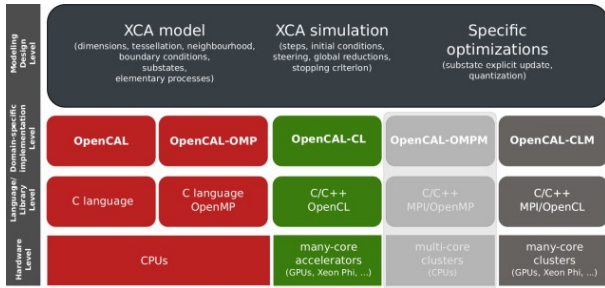 Modeling
Design
Level
XCA model
(dimensions, tessellation, neighbourhood,
boundary conditions,
substates,
elementary processes)
XCA simulation
(steps, initial conditions,
steering, global reductions,
stopping criterion)
Specific
optimizations
(substate explicit update,
quantization)
Domain-specific
implementation
Level
OpenCAL
OpenCAL-OMP
OpenCAL-CL
OpenCAL-OMPM
OpenCAL-CLM
Language/
Library
Level
C language
C language
OpenMP
C/C++
OpenCL
C/C++
MPI/OpenMP
C/C++
MPI/OpenCL
Hardware
Level
CPUs
many-core
accelerators
(GPUs, Xeon Phi, ...)
multi-core
clusters
(CPUs)
many-core
clusters
(GPUs, Xeon Phi, ...)